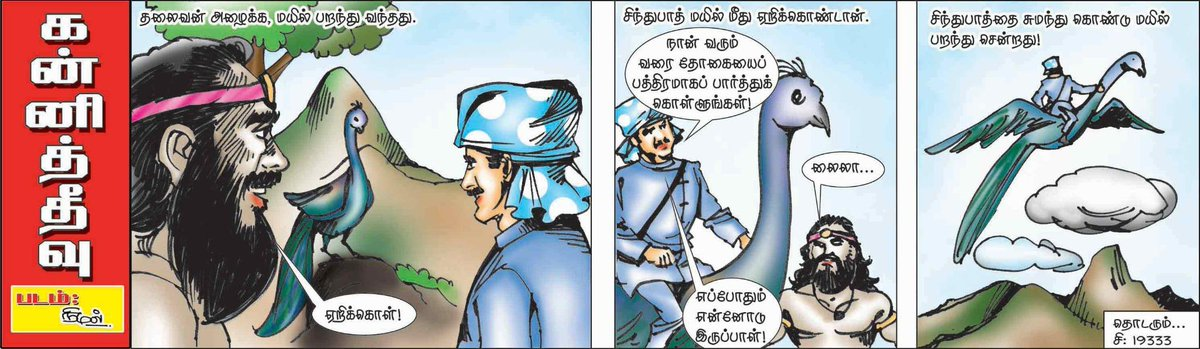 கன்னித்தீவு
படம்:
தலைவன் அழைக்க, மயில் பறந்து வந்தது.
ஏறிக்கொள்!
சிந்துபாத் மயில் மீது ஏறிக்கொண்டான்.
நான் வரும்
வரை தோகையைப்
பத்திரமாகப் பார்த்துக்
கொள்ளுங்கள்!
லைலா...
எப்போதும்
என்னோடு
இருப்பாள்!
சிந்துபாத்தை சுமந்து கொண்டு மயில்
பறந்து சென்றது!
தொடரும்...
சி: 19333